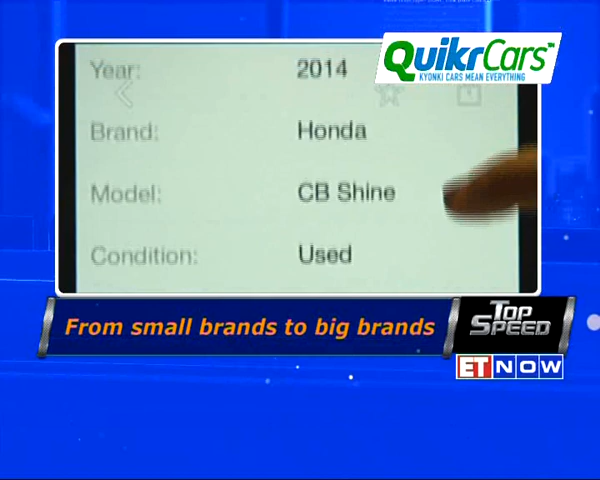 QuikrCars™
KYONKI CARS MEAN EVERYTHING
Year: 2014
Brand: Honda
Model: CB Shine
Condition: Used
From small brands to big brands
TOP SPEED
ET NOW